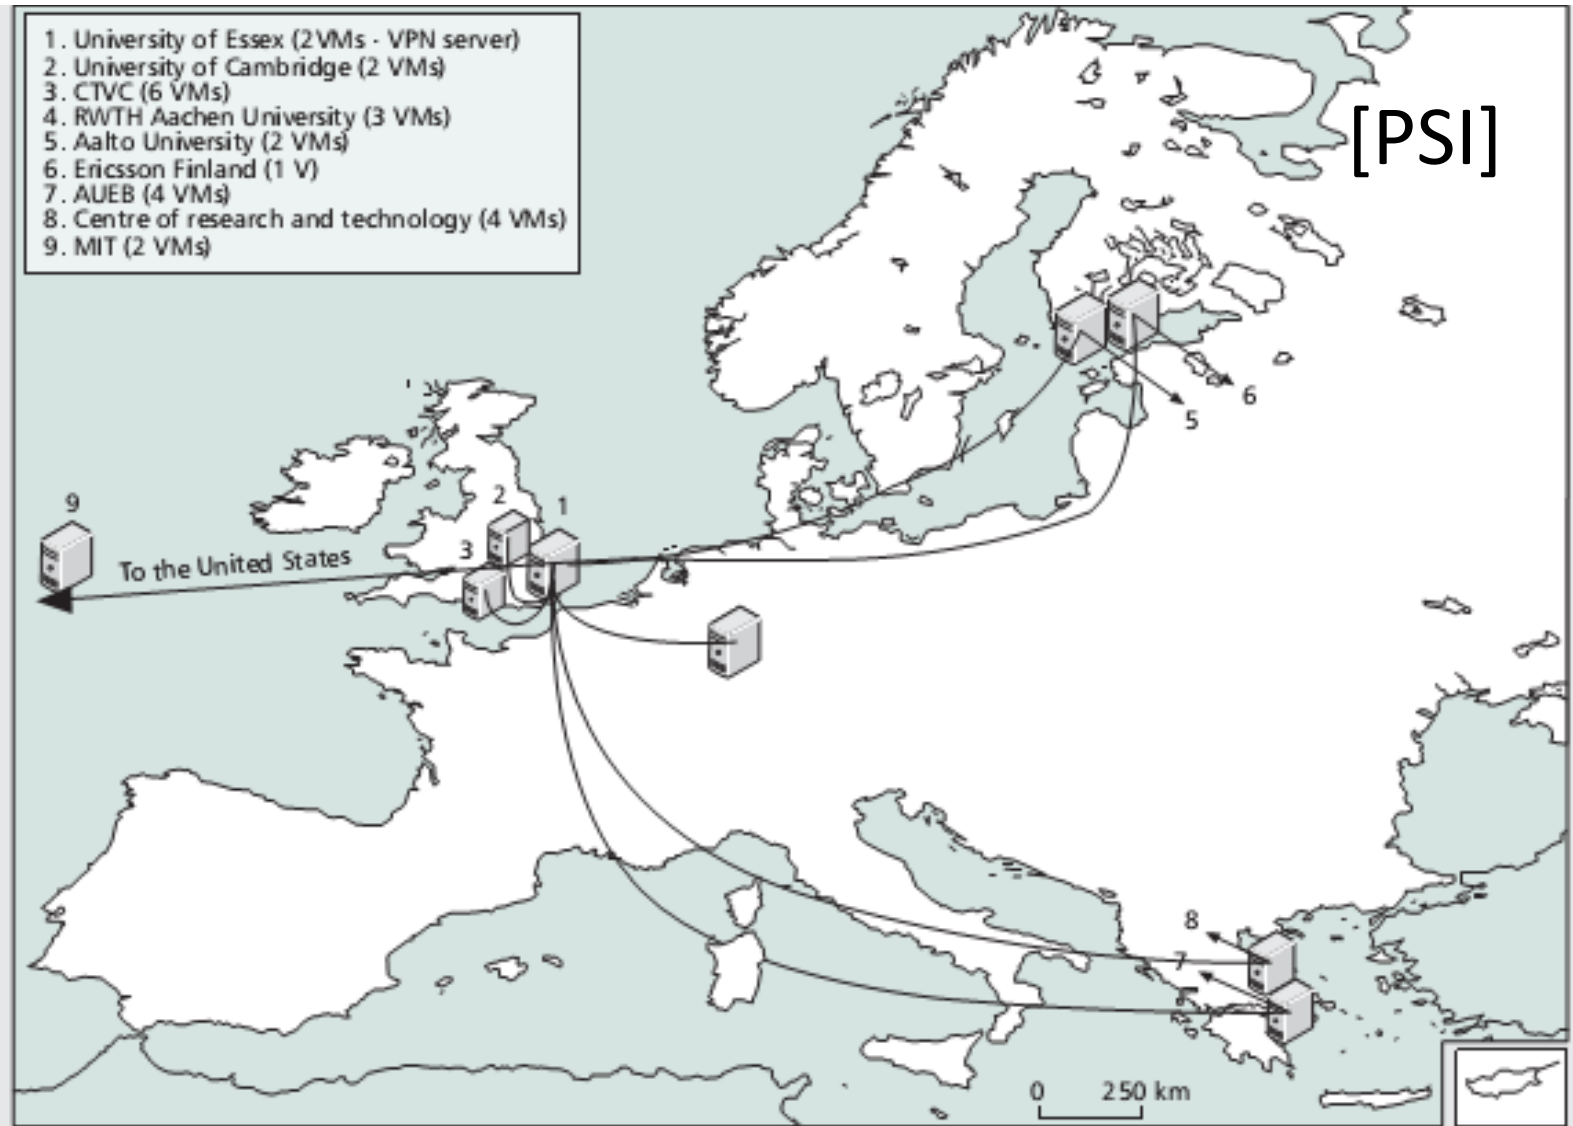 1. University of Essex (2VMs - VPN server)
2. University of Cambridge (2 VMs)
3. CTVC (6 VMs)
4. RWTH Aachen University (3 VMs)
5. Aalto University (2 VMs)
6. Ericsson Finland (1 V)
7. AUEB (4 VMs)
8. Centre of research and technology (4 VMs)
9. MIT (2 VMs)
[PSI]
6
5
9
2
1
3
To the United States
8
7
0 250 km